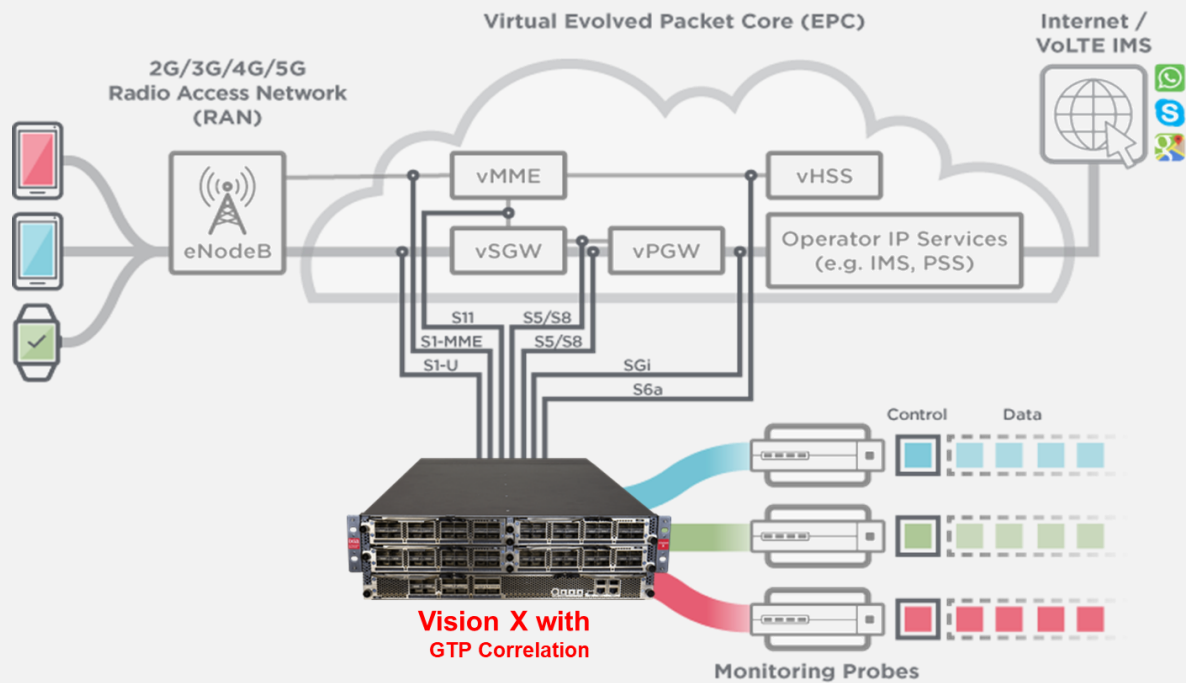 Virtual Evolved Packet Core (EPC)
Internet /
VoLTE IMS
2G/3G/4G/5G
Radio Access Network
(RAN)
eNodeB
vMME
vHSS
vSGW
vPGW
Operator IP Services
(e.g. IMS, PSS)
S11
S5/S8
S1-MME
S5/S8
S1-U
SGi
S6a
Control
Data
Vision X with
GTP Correlation
Monitoring Probes